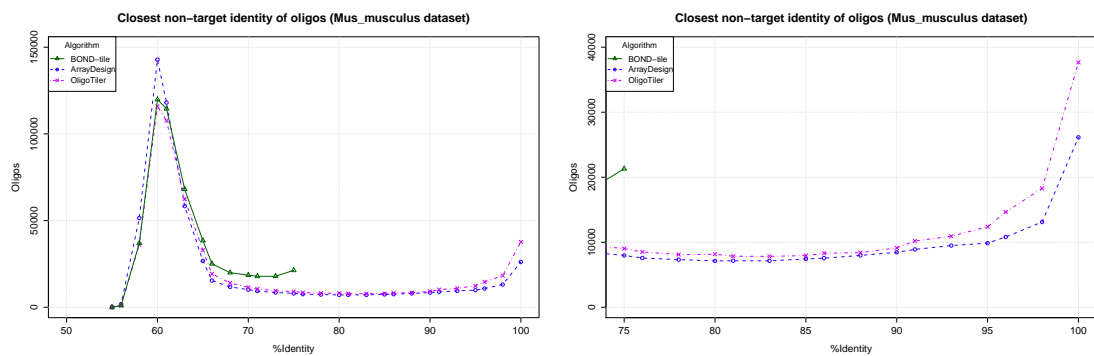 Closest non−target identity of oligos (Mus_musculus dataset)
Algorithm
BOND−tile
ArrayDesign
OligoTiler
Oligos
0
50000
100000
150000
50
60
70
80
90
100
%Identity
Closest non−target identity of oligos (Mus_musculus dataset)
Algorithm
BOND−tile
ArrayDesign
OligoTiler
Oligos
0
10000
20000
30000
40000
75
80
85
90
95
100
%Identity